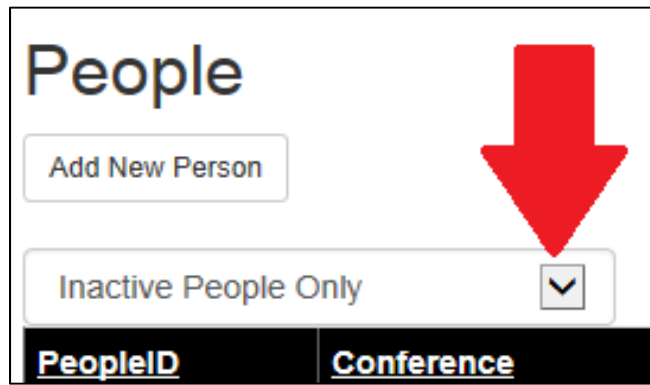 People
Add New Person
Inactive People Only
PeopleID Conference